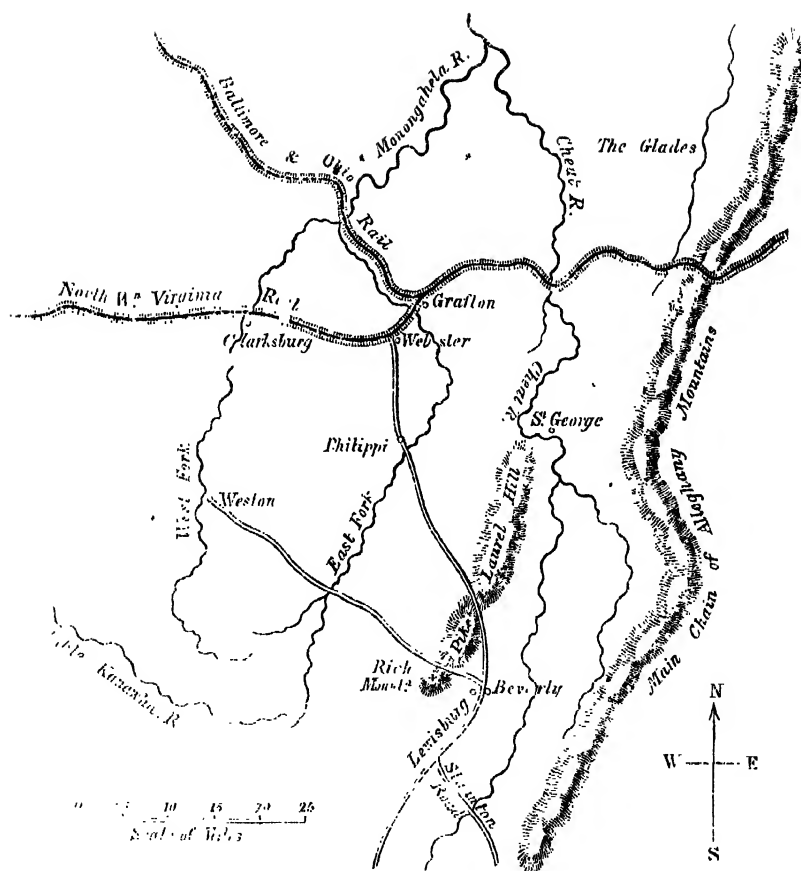 Baltimore & Ohio Rail
Monongahela R.
Cheat R.
The Glades
North Wn. Virginia
Grafton
Clarksburg
Webster
Cheat R.
St. George
Mountains
Philippi
West Fork
Weston
East Fork
Laurel Hill
Main Chain of Aleghany
Pike
Rich
Mount.
Beverly
Kanawha R
Lewisburg
Staunton
Road
N
W E
S
10 15 20 25
Scale of Miles